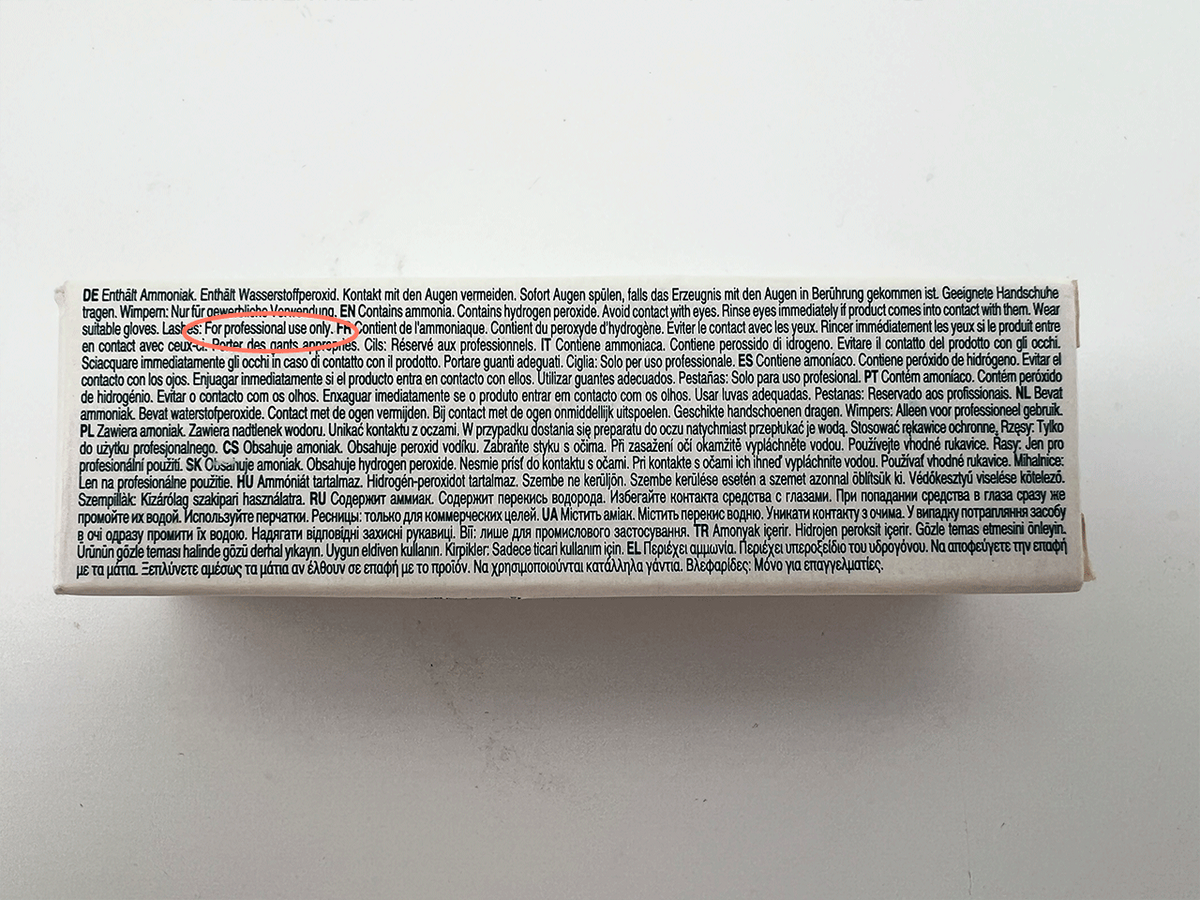 DE Enthält Ammoniak. Enthält Wasserstoffperoxid. Kontakt mit den Augen vermeiden. Sofort Augen spülen, falls das Erzeugnis mit den Augen in Berührung gekommen ist. Geeignete Handschuhe
tragen. Wimpern: Nur für gewerbliche Verwendung. EN Contains ammonia. Contains hydrogen peroxide. Avoid contact with eyes. Rinse eyes immediately if product comes into contact with them. Wear
suitable gloves. Lashes: For professional use only. FR Contient de l'ammoniaque. Contient du peroxyde d'hydrogène. Éviter le contact avec les yeux. Rincer immédiatement les yeux si le produit entre
en contact avec ceux-ci. Porter des gants appropriés. Cils: Réservé aux professionnels. IT Contiene ammoniaca. Contiene perossido di idrogeno. Evitare il contatto del prodotto con gli occhi.
Sciacquare immediatamente gli occhi in caso di contatto con il prodotto. Portare guanti adeguati. Ciglia: Solo per uso professionale. ES Contiene amoníaco. Contiene peróxido de hidrógeno. Evitar el
contacto con los ojos. Enjuagar inmediatamente si el producto entra en contacto con ellos. Utilizar guantes adecuados. Pestañas: Solo para uso profesional. PT Contém amoníaco. Contém peróxido
de hidrogénio. Evitar o contacto com os olhos. Enxaguar imediatamente se o produto entrar em contacto com os olhos. Usar luvas adequadas. Pestanas: Reservado aos profissionais. NL Bevat
ammoniak. Bevat waterstofperoxide. Contact met de ogen vermijden. Bij contact met de ogen onmiddellijk uitspoelen. Geschikte handschoenen dragen. Wimpers: Alleen voor professioneel gebruik.
PL Zawiera amoniak. Zawiera nadtlenek wodoru. Unikać kontaktu z oczami. W przypadku dostania się preparatu do oczu natychmiast przepłukać je wodą. Stosować rękawice ochronne, Rzęsy: Tylko
do użytku profesjonalnego. CS Obsahuje amoniak. Obsahuje peroxid vodíku. Zabraňte styku s očima. Při zasažení očí okamžitě vypláchněte vodou. Používejte vhodné rukavice. Řasy: Jen pro
profesionální použití. SK Obsahuje amoniak. Obsahuje hydrogen peroxide. Nesmie prísť do kontaktu s očami. Pri kontakte s očami ich ihneď vypláchnite vodou. Používať vhodné rukavice. Mihalnice:
Len na profesionálne použitie. HU Ammóniát tartalmaz. Hidrogén-peroxidot tartalmaz. Szembe ne kerüljön. Szembe kerülése esetén a szemet azonnal öblítsük ki. Védőkesztyű viselése kötelező.
Szempillák: Kizárólag szakipari használatra. RU Содержит аммиак. Содержит перекись водорода. Избегайте контакта средства с глазами. При попадании средства в глаза сразу же
промойте их водой. Используйте перчатки. Ресницы: только для коммерческих целей. UA Містить аміак. Містить перекис водню. Уникати контакту з очима. У випадку потрапляння засобу
в очі одразу промити їх водою. Надягати відповідні захисні рукавиці. Вії: лише для промислового застосування. TR Amonyak içerir. Hidrojen peroksit içerir. Gözle temas etmesini önleyin.
Ürünün gözle teması halinde gözü derhal yıkayın. Uygun eldiven kullanın. Kirpikler: Sadece ticari kullanım için. EL Περιέχει αμμωνία. Περιέχει υπεροξείδιο του υδρογόνου. Να αποφεύγετε την επαφή
με τα μάτια. Ξεπλύνετε αμέσως τα μάτια αν έλθουν σε επαφή με το προϊόν. Να χρησιμοποιούνται κατάλληλα γάντια. Βλεφαρίδες: Μόνο για επαγγελματίες.